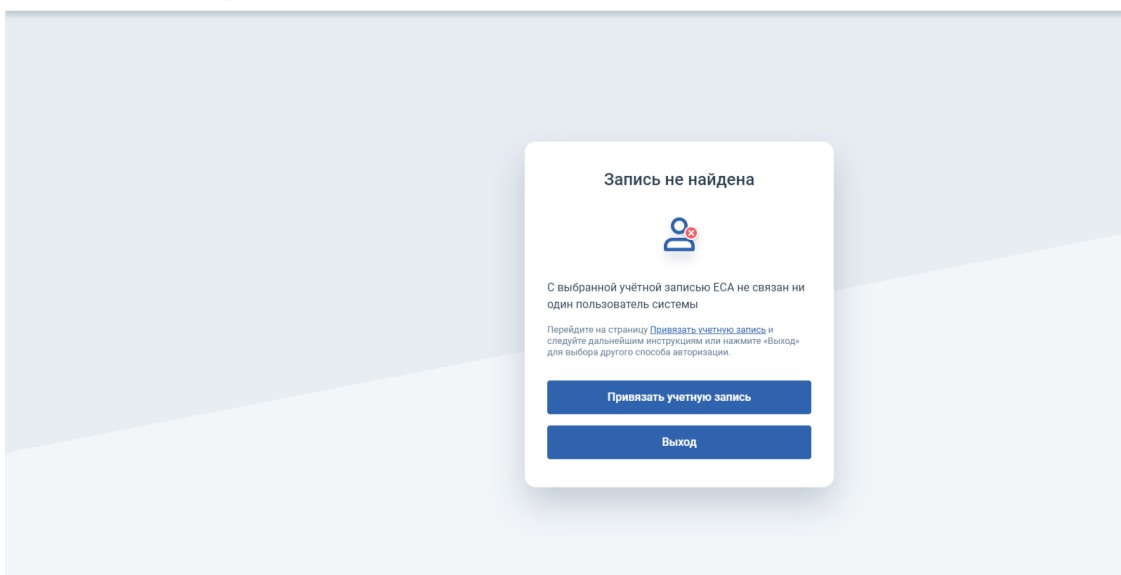 Запись не найдена
С выбранной учётной записью ЕСА не связан ни
один пользователь системы
Перейдите на страницу Привязать учетную запись и
следуйте дальнейшим инструкциям или нажмите «Выход»
для выбора другого способа авторизации.
Привязать учетную запись
Выход